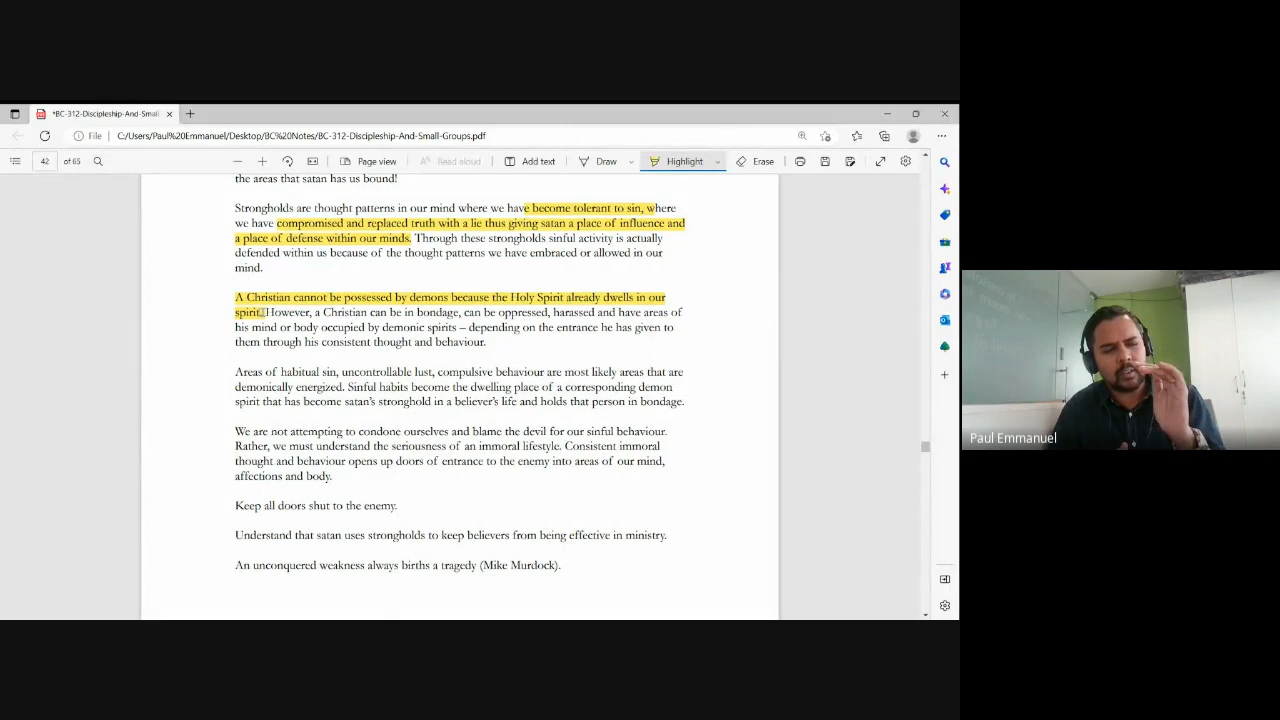 *BC-312-Discipleship-And-Small
File
C:/Users/Paul%20Emmanuel/Desktop/BC%20Notes/BC-312-Discipleship-And-Small-Groups.pdf
42 of 65
Page view
Read aloud
Add text
Draw
Highlight
Erase
the areas that satan has us bound!
Strongholds are thought patterns in our mind where we have become tolerant to sin, where
we have compromised and replaced truth with a lie thus giving satan a place of influence and
a place of defense within our minds. Through these strongholds sinful activity is actually
defended within us because of the thought patterns we have embraced or allowed in our
mind.
A Christian cannot be possessed by demons because the Holy Spirit already dwells in our
spirit. However, a Christian can be in bondage, can be oppressed, harassed and have areas of
his mind or body occupied by demonic spirits – depending on the entrance he has given to
them through his consistent thought and behaviour.
Areas of habitual sin, uncontrollable lust, compulsive behaviour are most likely areas that are
demonically energized. Sinful habits become the dwelling place of a corresponding demon
spirit that has become satan's stronghold in a believer's life and holds that person in bondage.
We are not attempting to condone ourselves and blame the devil for our sinful behaviour.
Rather, we must understand the seriousness of an immoral lifestyle. Consistent immoral
thought and behaviour opens up doors of entrance to the enemy into areas of our mind,
affections and body.
Keep all doors shut to the enemy.
Understand that satan uses strongholds to keep believers from being effective in ministry.
An unconquered weakness always births a tragedy (Mike Murdock).
Paul Emmanuel